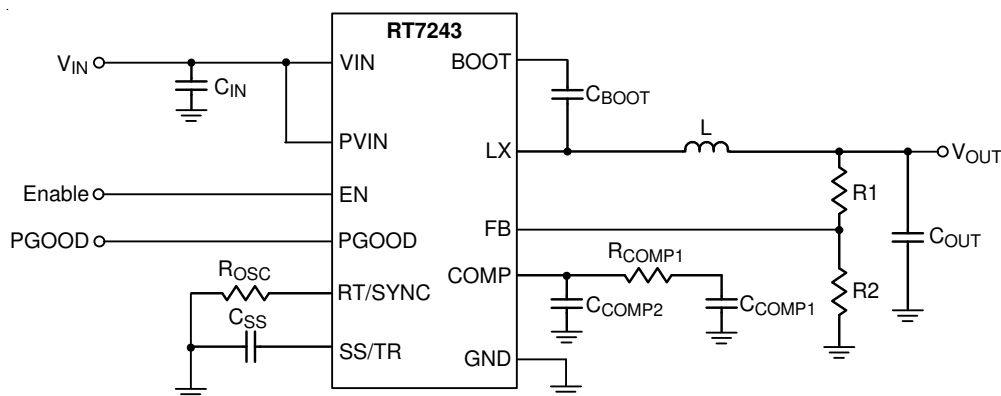 RT7243
V_IN
C_IN
VIN
PVIN
Enable
EN
PGOOD
PGOOD
R_OSC
RT/SYNC
C_SS
SS/TR
BOOT
C_BOOT
LX
L
V_OUT
R1
FB
C_OUT
R_COMP1
COMP
C_COMP2
C_COMP1
R2
GND